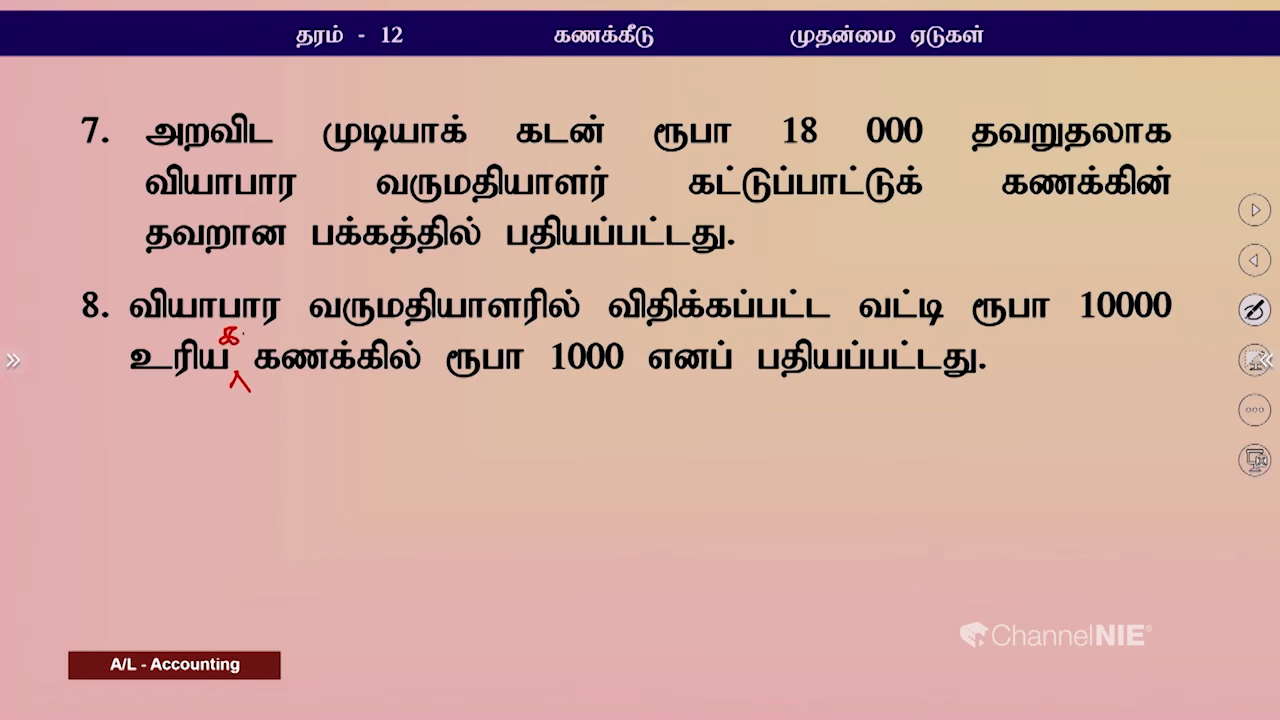 தரம் - 12 கணக்கீடு முதன்மை ஏடுகள்
7. அறவிட முடியாக் கடன் ரூபா 18 000 தவறுதலாக
வியாபார வருமதியாளர் கட்டுப்பாட்டுக் கணக்கின்
தவறான பக்கத்தில் பதியப்பட்டது.
8. வியாபார வருமதியாளரில் விதிக்கப்பட்ட வட்டி ரூபா 10000
க
உரிய கணக்கில் ரூபா 1000 எனப் பதியப்பட்டது.
ChannelNIE
A/L - Accounting